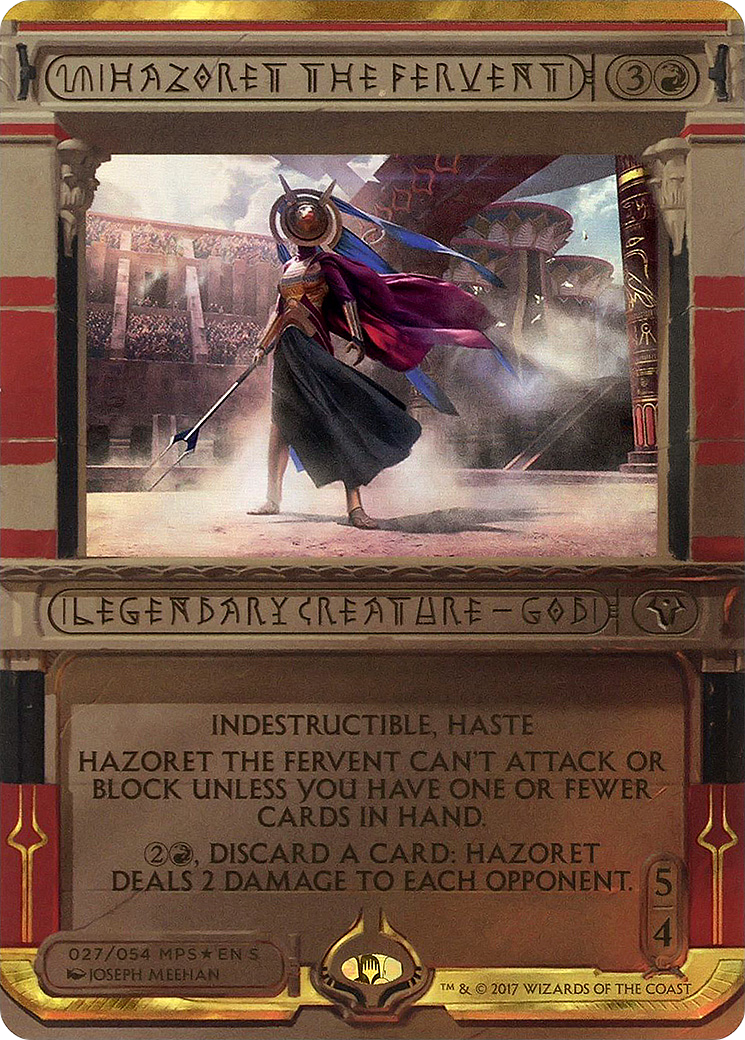 HAZORET THE FERVENT 3
LEGENDARY CREATURE – GOD
INDESTRUCTIBLE, HASTE
HAZORET THE FERVENT CAN'T ATTACK OR
BLOCK UNLESS YOU HAVE ONE OR FEWER
CARDS IN HAND.
2, DISCARD A CARD: HAZORET
DEALS 2 DAMAGE TO EACH OPPONENT.
5
4
027/054 MPS★EN S
JOSEPH MEEHAN
™ & © 2017 WIZARDS OF THE COAST